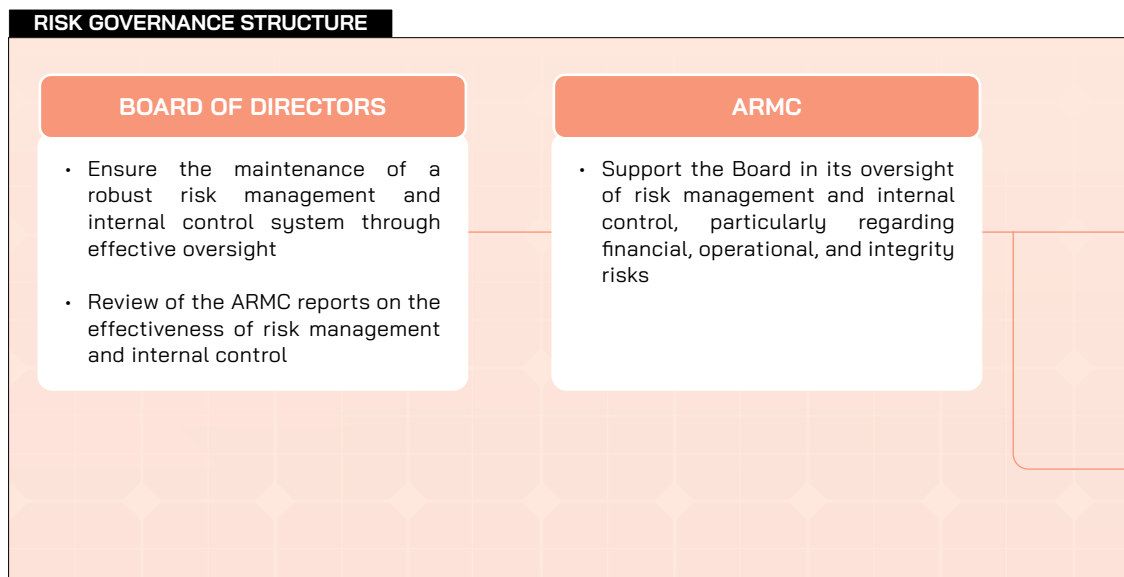 RISK GOVERNANCE STRUCTURE
BOARD OF DIRECTORS
• Ensure the maintenance of a
robust risk management and
internal control system through
effective oversight
• Review of the ARMC reports on the
effectiveness of risk management
and internal control
ARMC
• Support the Board in its oversight
of risk management and internal
control, particularly regarding
financial, operational, and integrity
risks